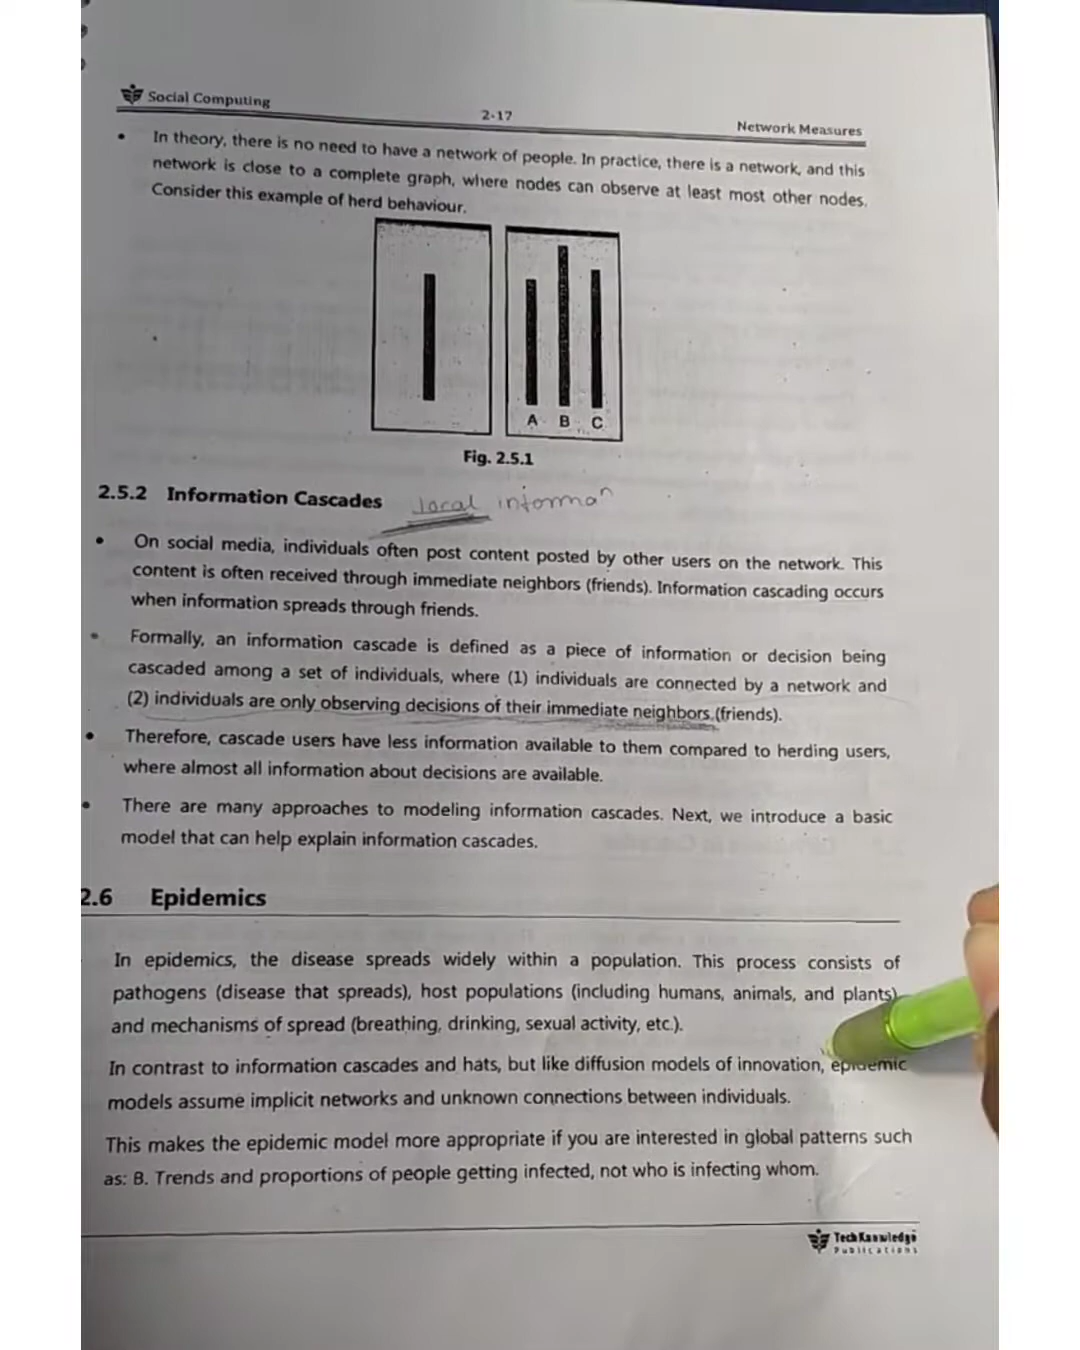 Social Computing
2-17
Network Measures
• In theory, there is no need to have a network of people. In practice, there is a network, and this
network is close to a complete graph, where nodes can observe at least most other nodes.
Consider this example of herd behaviour.
A B C
Fig. 2.5.1
2.5.2 Information Cascades local informaⁿ
• On social media, individuals often post content posted by other users on the network. This
content is often received through immediate neighbors (friends). Information cascading occurs
when information spreads through friends.
• Formally, an information cascade is defined as a piece of information or decision being
cascaded among a set of individuals, where (1) individuals are connected by a network and
(2) individuals are only observing decisions of their immediate neighbors.(friends).
• Therefore, cascade users have less information available to them compared to herding users,
where almost all information about decisions are available.
• There are many approaches to modeling information cascades. Next, we introduce a basic
model that can help explain information cascades.
2.6 Epidemics
In epidemics, the disease spreads widely within a population. This process consists of
pathogens (disease that spreads), host populations (including humans, animals, and plants)
and mechanisms of spread (breathing, drinking, sexual activity, etc.).
In contrast to information cascades and hats, but like diffusion models of innovation, epidemic
models assume implicit networks and unknown connections between individuals.
This makes the epidemic model more appropriate if you are interested in global patterns such
as: B. Trends and proportions of people getting infected, not who is infecting whom.
TechKnowledge
Publications